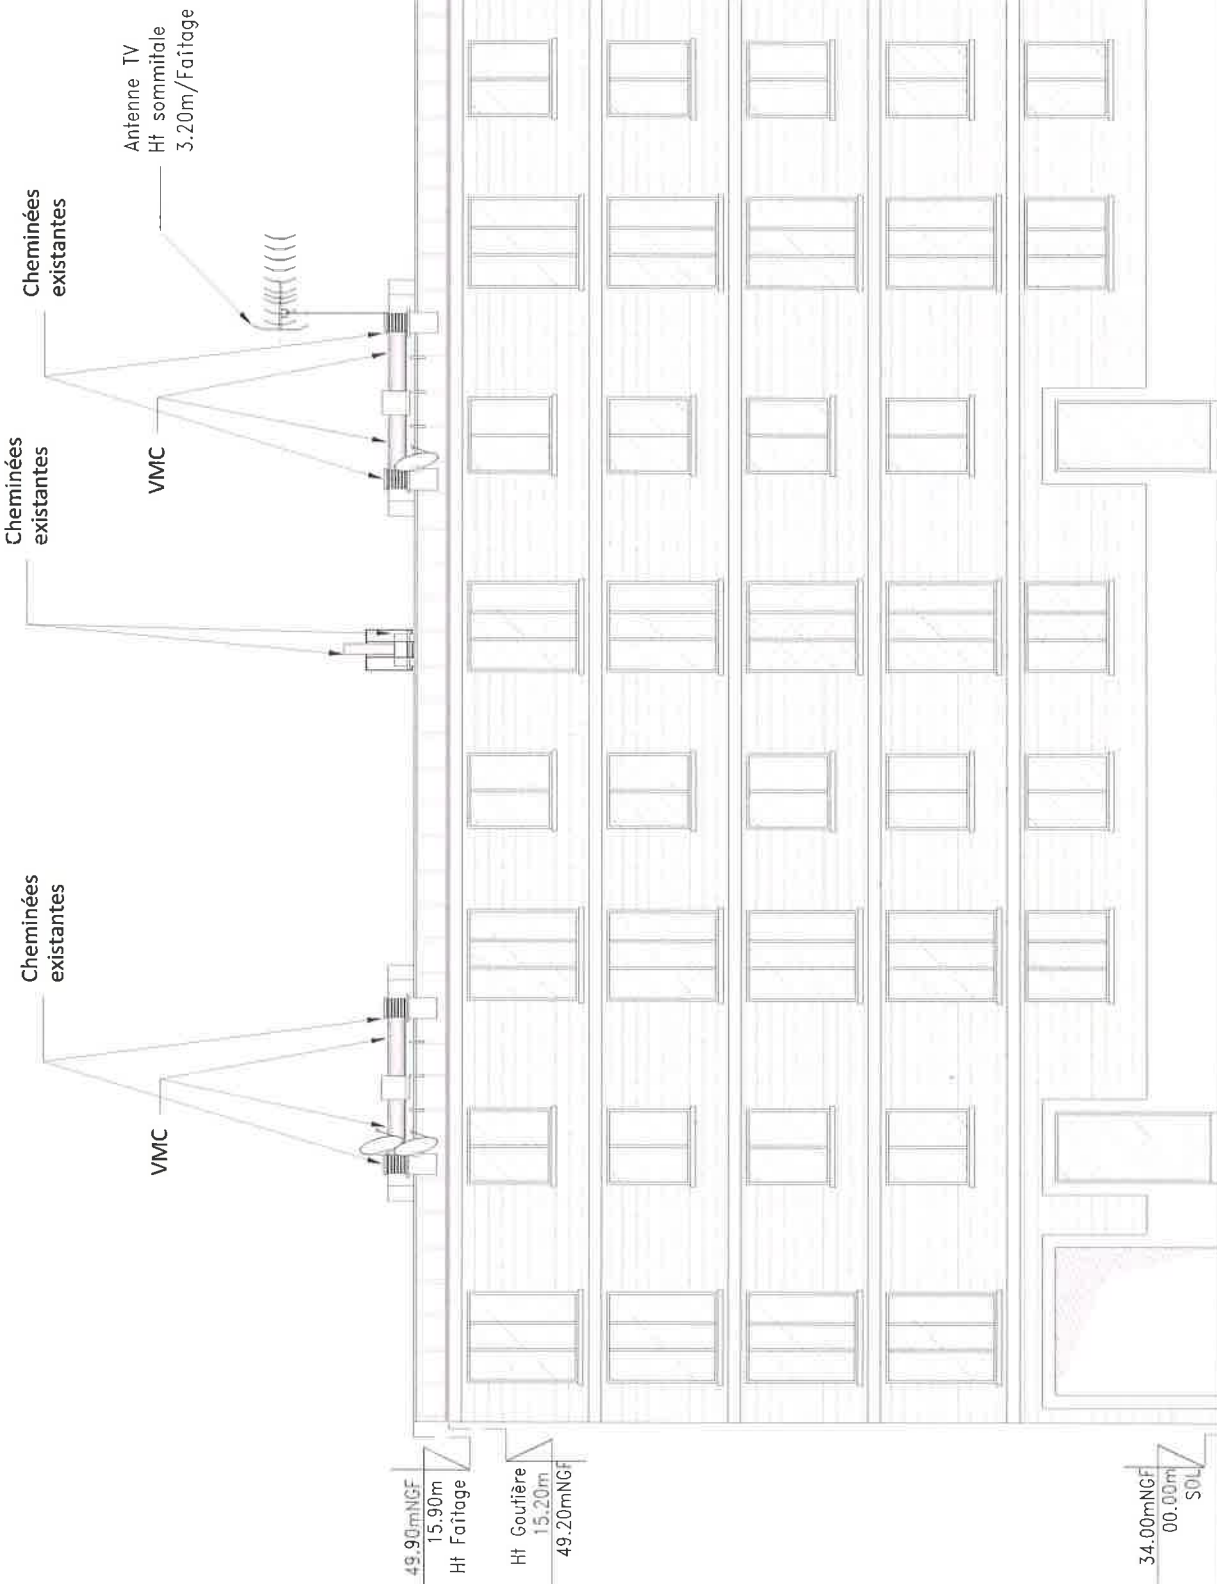 Cheminées
existantes
VMC
Cheminées
existantes
Cheminées
existantes
VMC
Antenne TV
Ht sommitale
3.20m/Faîtage
49.90mNGF
15.90m
Ht Faîtage
Ht Goutière
15.20m
49.20mNGF
34.00mNGF
00.00m
SOL